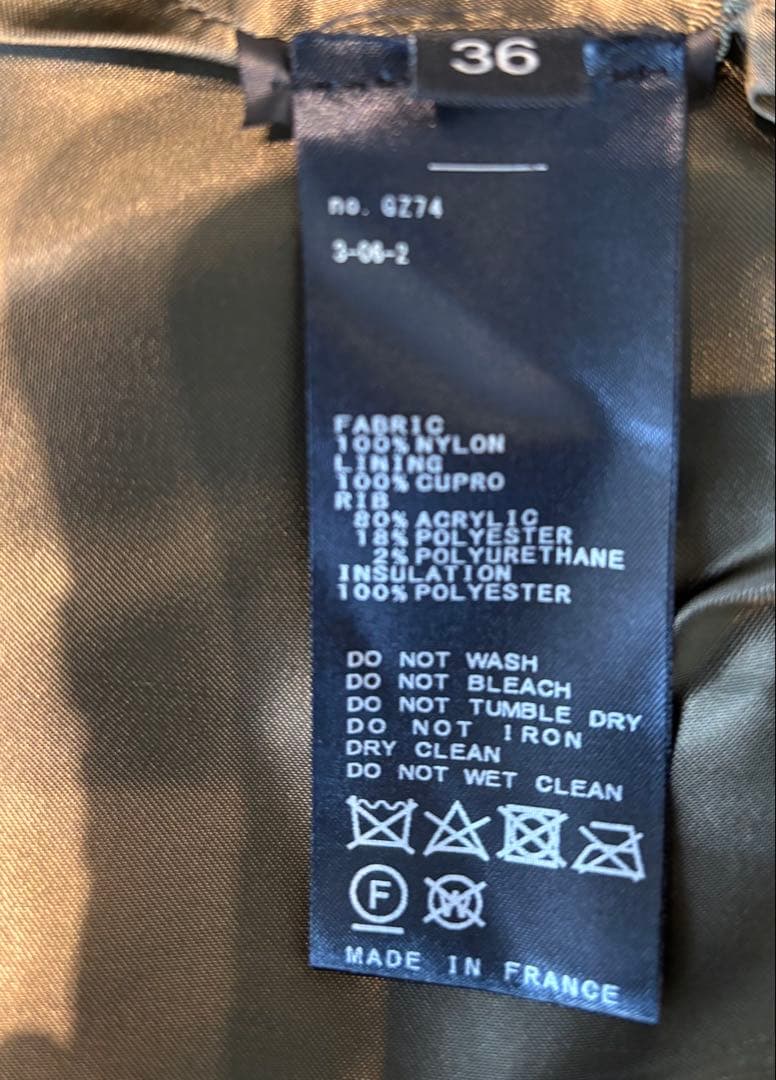 36
no. GZ74
3-06-2
FABRIC
100% NYLON
LINING
100% CUPRO
RIB
80% ACRYLIC
18% POLYESTER
2% POLYURETHANE
INSULATION
100% POLYESTER
DO NOT WASH
DO NOT BLEACH
DO NOT TUMBLE DRY
DO NOT IRON
DRY CLEAN
DO NOT WET CLEAN
F W
MADE IN FRANCE